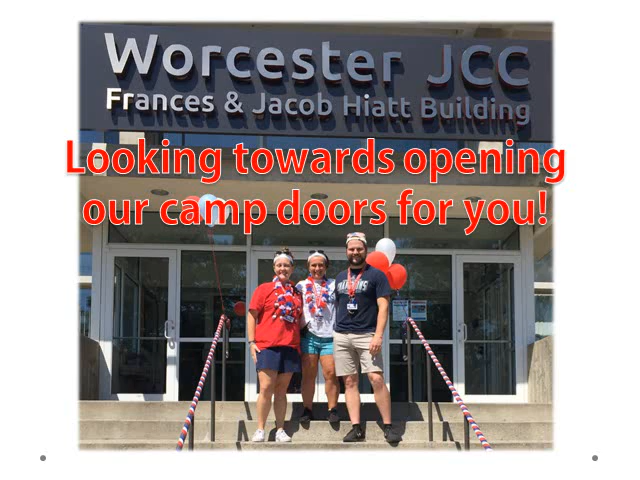 Worcester JCC
Frances & Jacob Hiatt Building
Looking towards opening
our camp doors for you!